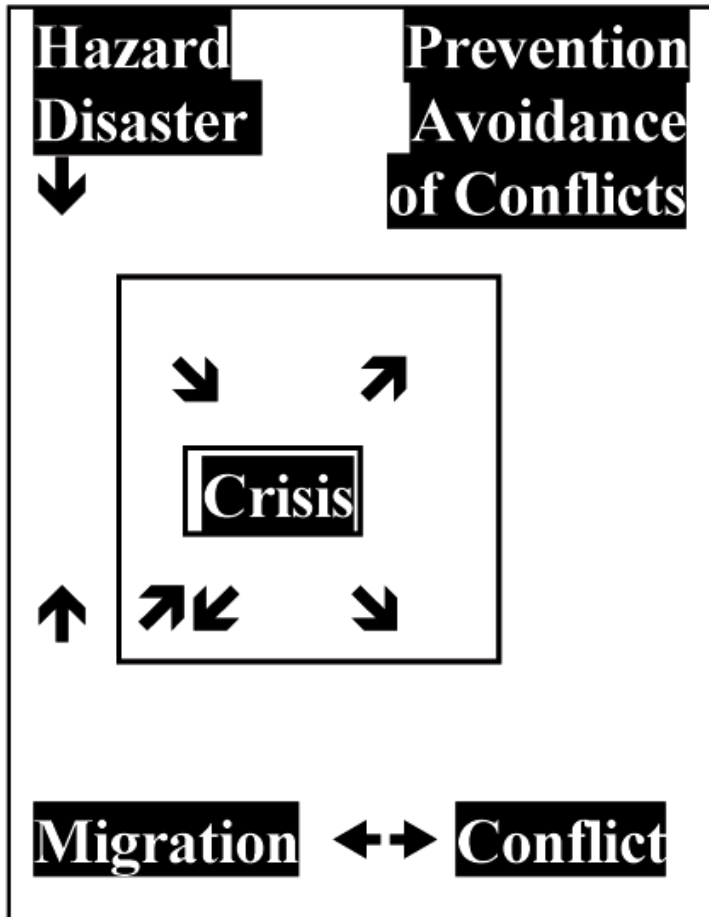 Hazard
Disaster
Prevention
Avoidance
of Conflicts
Crisis
Migration
Conflict